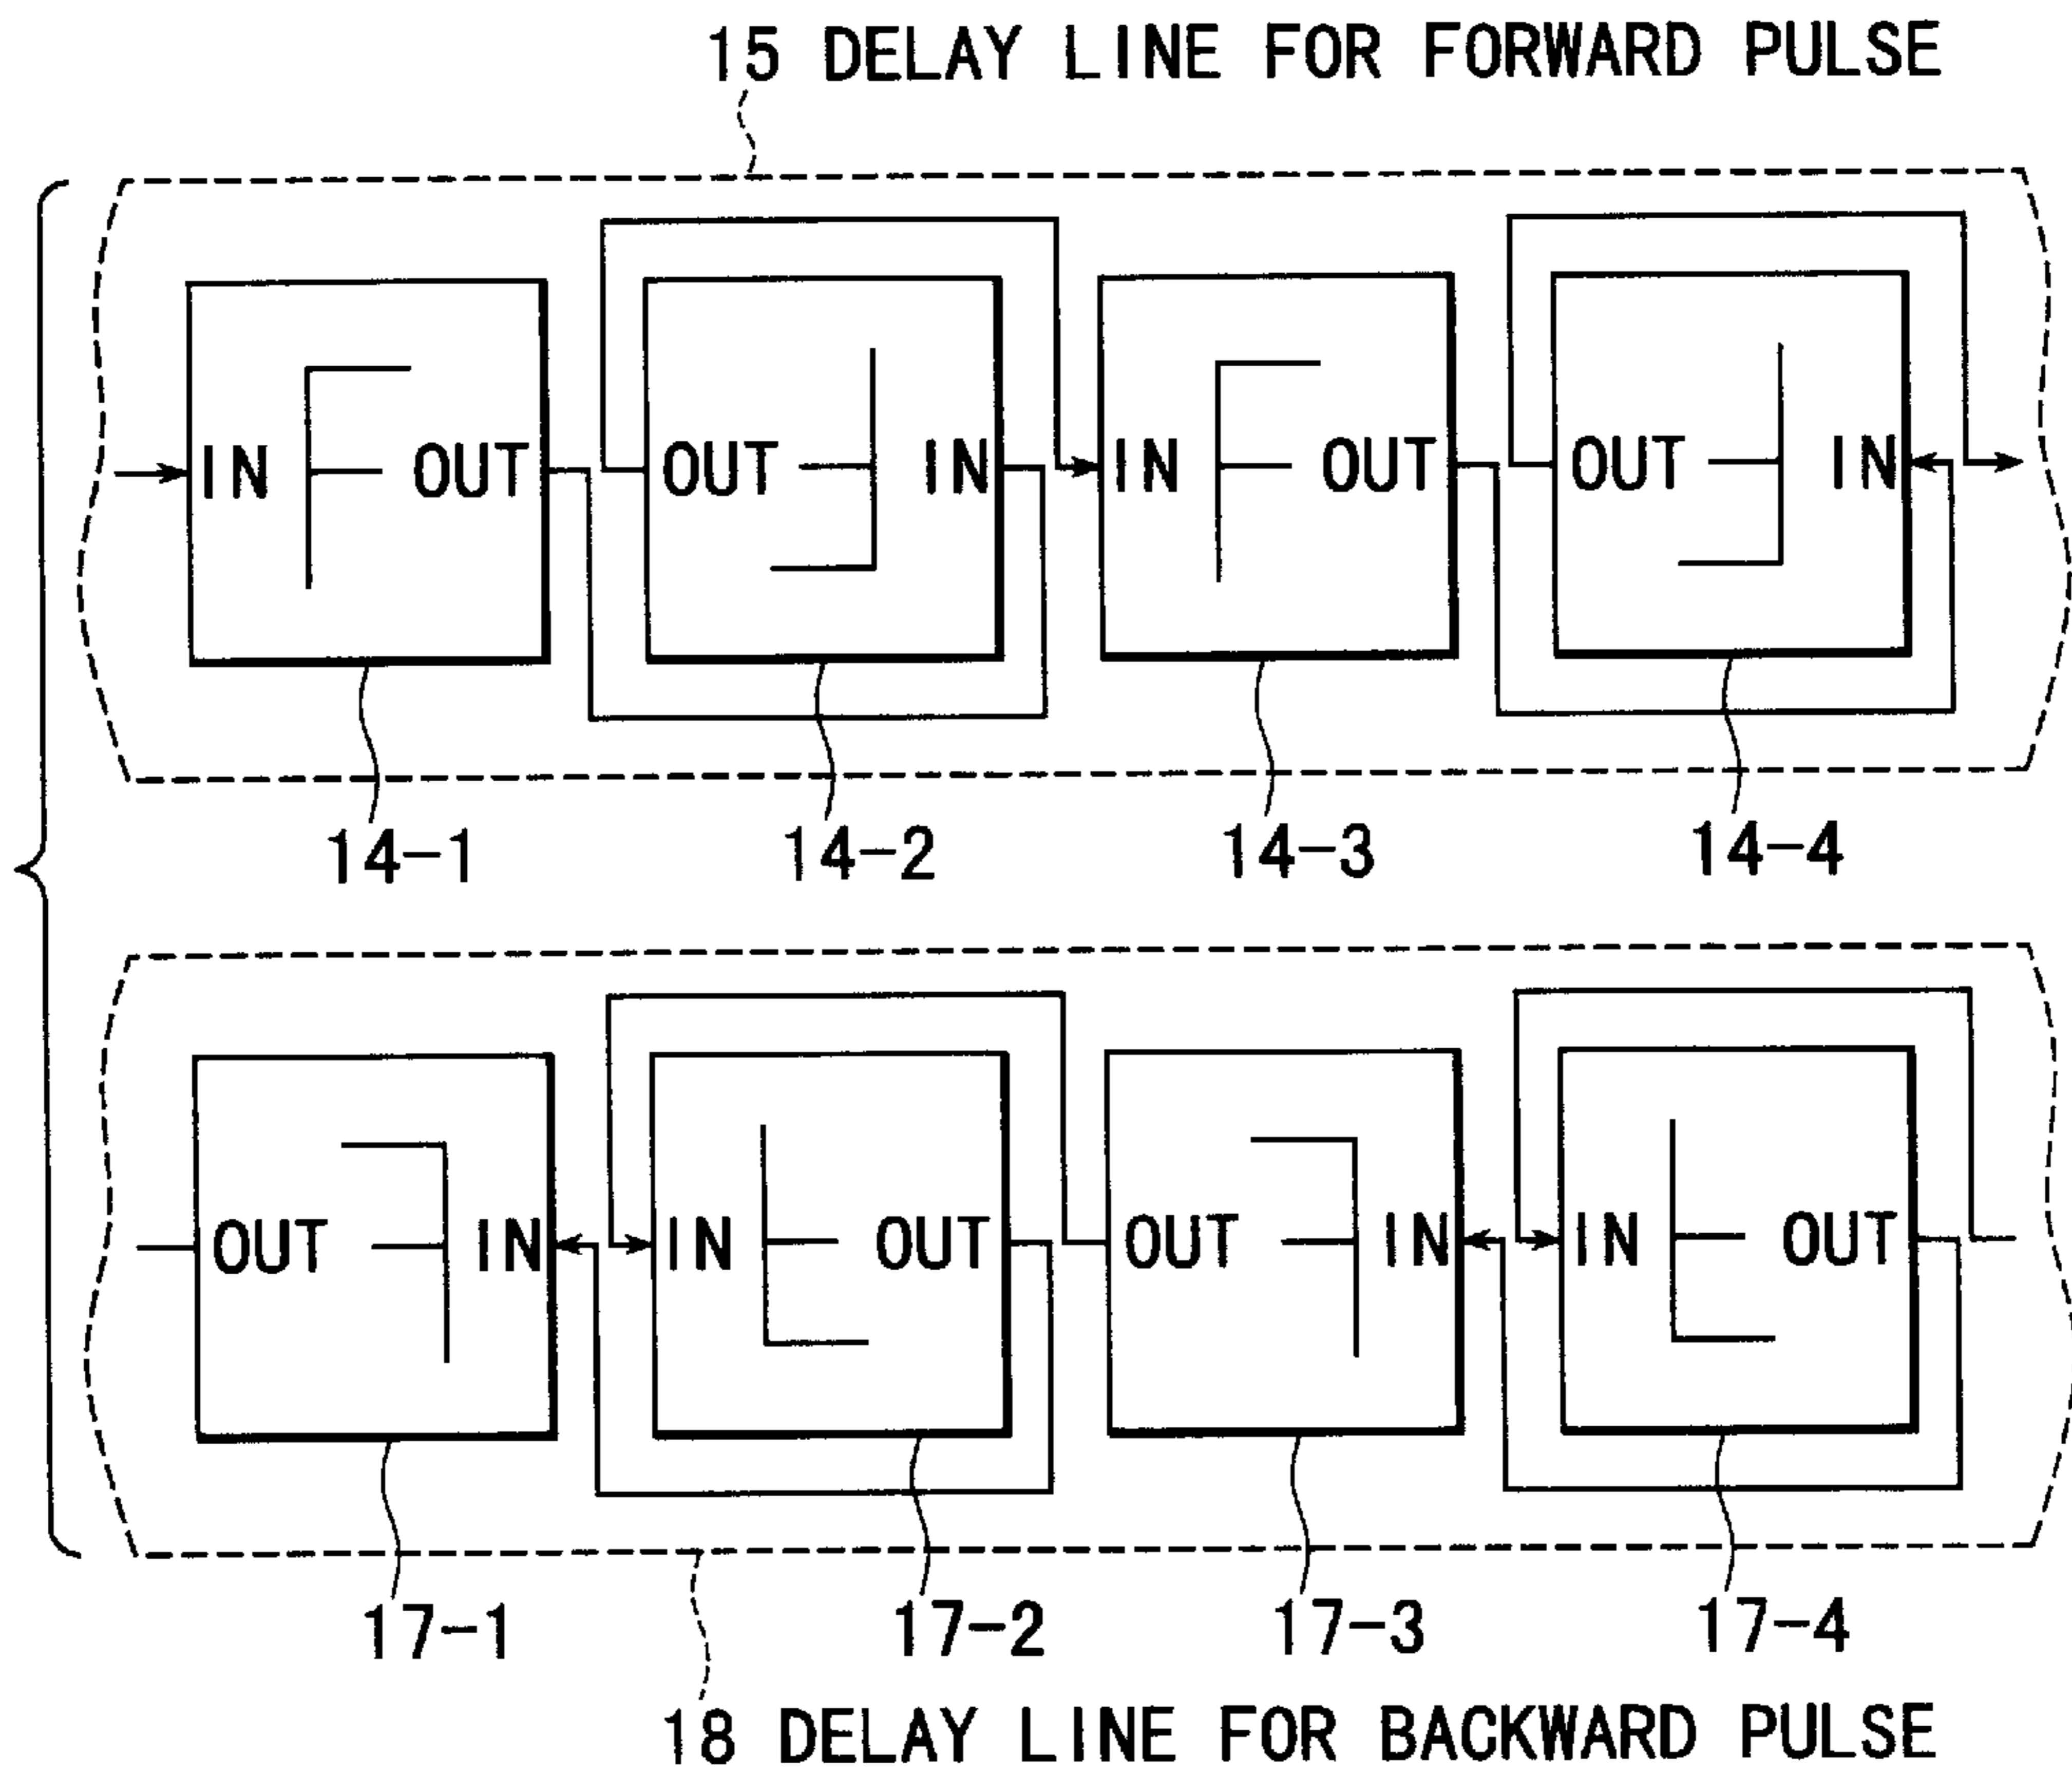 15 DELAY LINE FOR FORWARD PULSE
IN F OUT
OUT F IN
IN F OUT
OUT F IN
14-1
14-2
14-3
14-4
OUT F IN
IN F OUT
OUT F IN
IN F OUT
17-1
17-2
17-3
17-4
18 DELAY LINE FOR BACKWARD PULSE